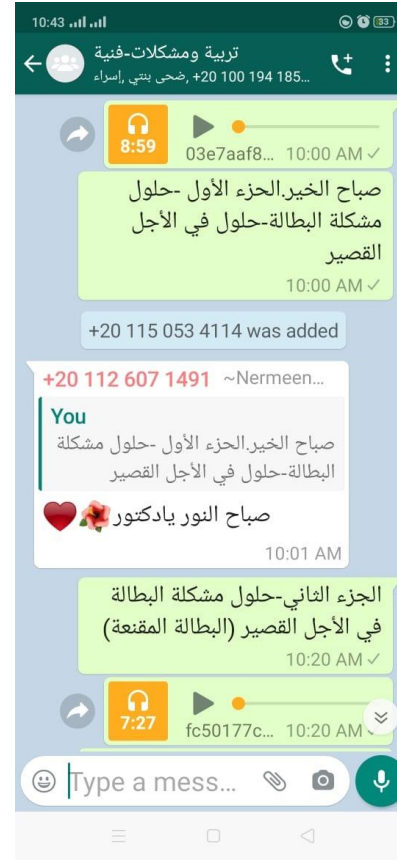 10:43
33
تربية ومشكلات-فنية
+20 100 194 185... ,ضحى بنتي ,إسراء
8:59
03e7aaf8... 10:00 AM
صباح الخير.الحزء الأول -حلول
مشكلة البطالة-حلول في الأجل
القصير
10:00 AM
+20 115 053 4114 was added
+20 112 607 1491 ~Nermeen...
You
صباح الخير.الحزء الأول -حلول مشكلة
البطالة-حلول في الأجل القصير
صباح النور يادكتور🌺❤️
10:01 AM
الجزء الثاني-حلول مشكلة البطالة
في الأجل القصير (البطالة المقنعة)
10:20 AM
7:27
fc50177c... 10:20 AM
Type a mess...